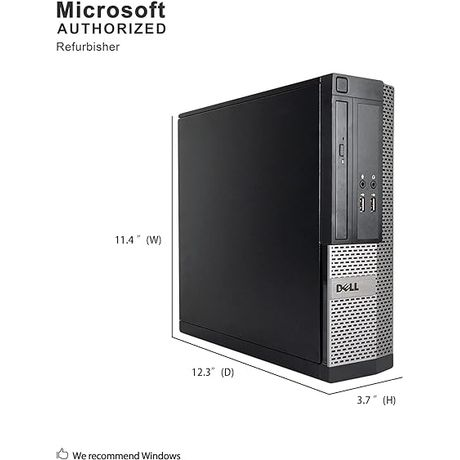 Microsoft
AUTHORIZED
Refurbisher
11.4 ″ (W)
DELL
12.3″ (D)
3.7 ″ (H)
We recommend Windows